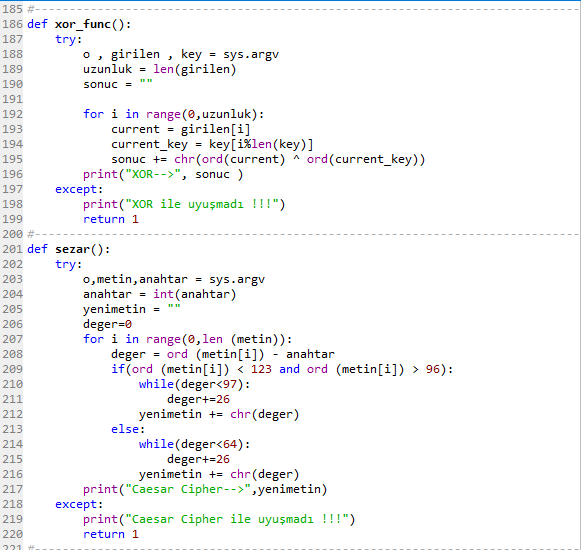 185 #-----------------------------------------------------------------------------
186 def xor_func():
187     try:
188         o , girilen , key = sys.argv
189         uzunluk = len(girilen)
190         sonuc = ""
191
192         for i in range(0,uzunluk):
193             current = girilen[i]
194             current_key = key[i%len(key)]
195             sonuc += chr(ord(current) ^ ord(current_key))
196         print("XOR-->", sonuc )
197     except:
198         print("XOR ile uyuşmadı !!!")
199         return 1
200 #-----------------------------------------------------------------------------
201 def sezar():
202     try:
203         o,metin,anahtar = sys.argv
204         anahtar = int(anahtar)
205         yenimetin = ""
206         deger=0
207         for i in range(0,len (metin)):
208             deger = ord (metin[i]) - anahtar
209             if(ord (metin[i]) < 123 and ord (metin[i]) > 96):
210                 while(deger<97):
211                     deger+=26
212                 yenimetin += chr(deger)
213             else:
214                 while(deger<64):
215                     deger+=26
216                 yenimetin += chr(deger)
217         print("Caesar Cipher-->",yenimetin)
218     except:
219         print("Caesar Cipher ile uyuşmadı !!!")
220         return 1
221 #-----------------------------------------------------------------------------